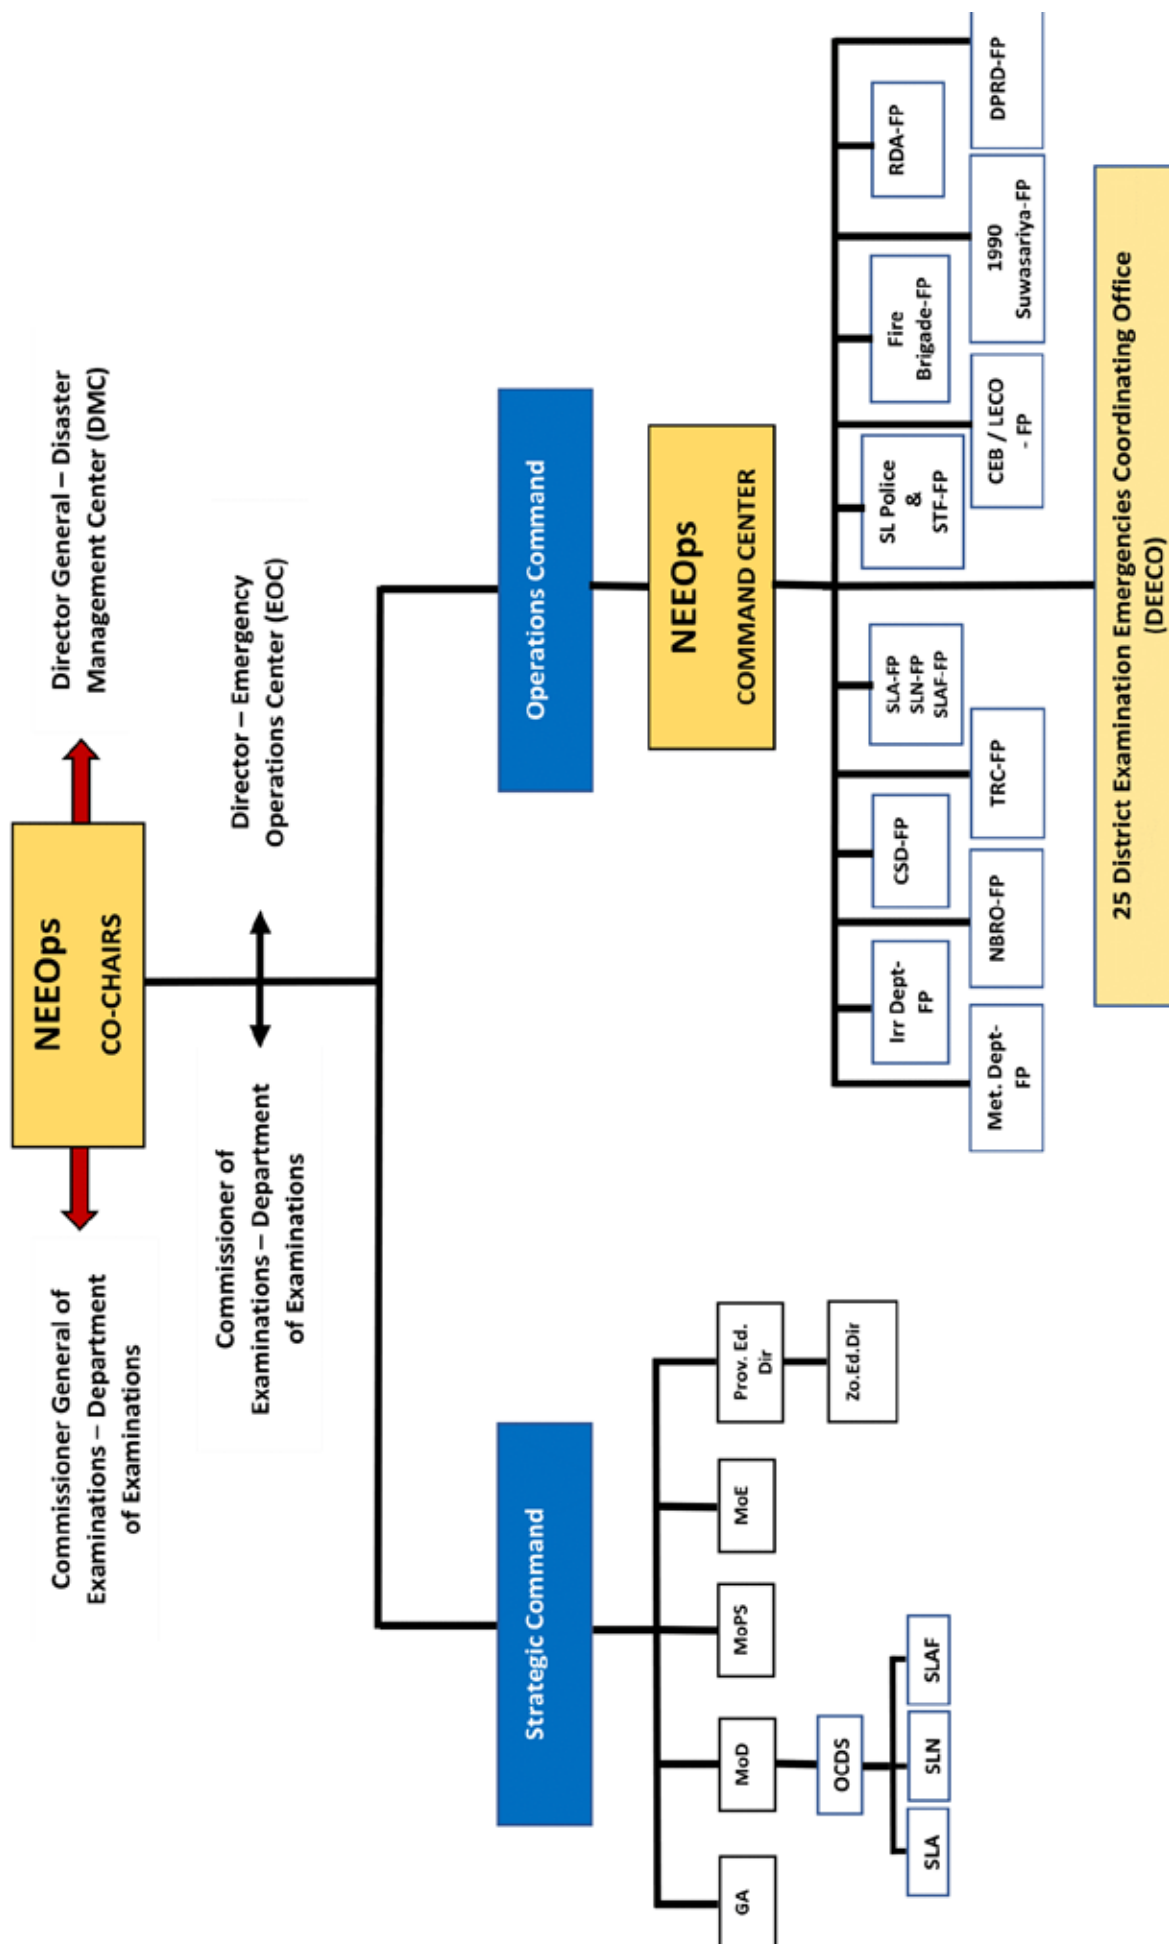 NEEOps
CO-CHAIRS
Commissioner General of
Examinations – Department
of Examinations
Director General – Disaster
Management Center (DMC)
Commissioner of
Examinations – Department
of Examinations
Director – Emergency
Operations Center (EOC)
Strategic Command
Operations Command
GA
MoD
MoPS
MoE
Prov. Ed.
Dir
OCDS
Zo.Ed.Dir
SLA
SLN
SLAF
NEEOps
COMMAND CENTER
Irr Dept-
FP
CSD-FP
SLA-FP
SLN-FP
SLAF-FP
SL Police
&
STF-FP
Fire
Brigade-FP
RDA-FP
Met. Dept-
FP
NBRO-FP
TRC-FP
CEB / LECO
- FP
1990
Suwasariya-FP
DPRD-FP
25 District Examination Emergencies Coordinating Office
(DEECO)